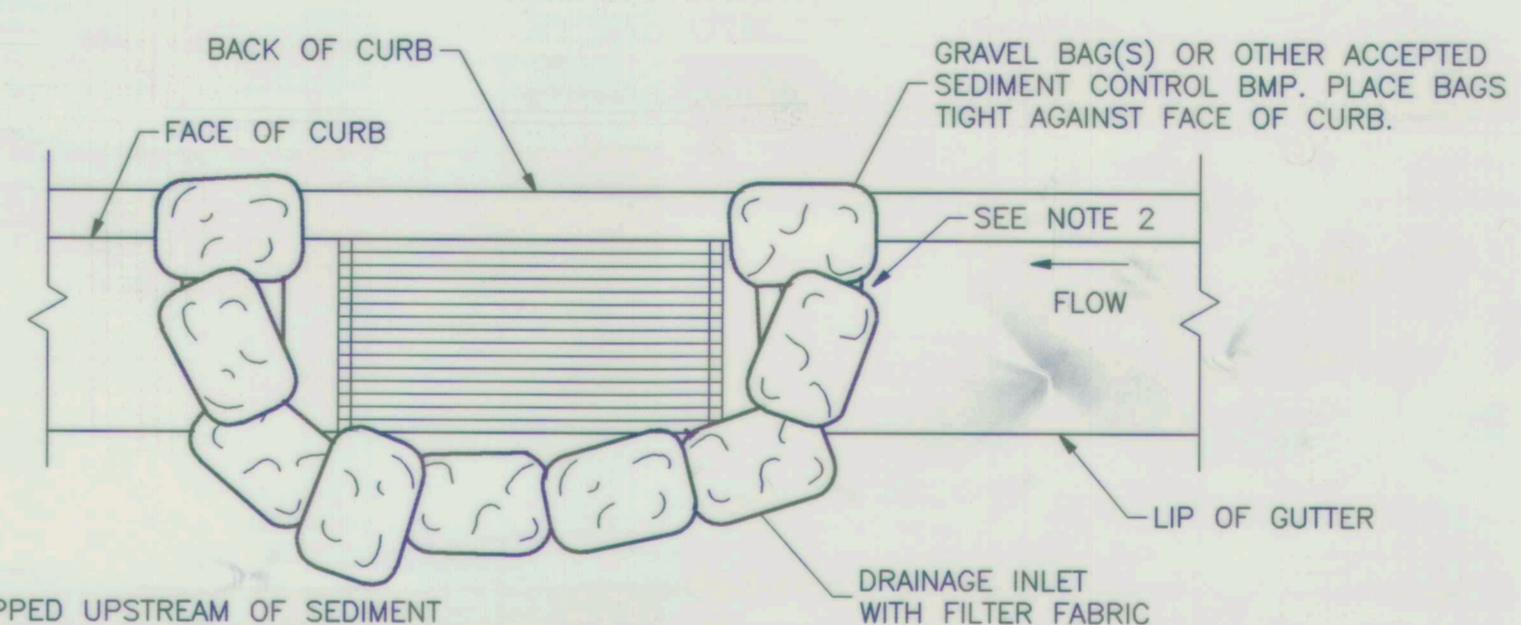 BACK OF CURB
GRAVEL BAG(S) OR OTHER ACCEPTED
SEDIMENT CONTROL BMP. PLACE BAGS
TIGHT AGAINST FACE OF CURB.
FACE OF CURB
SEE NOTE 2
FLOW
LIP OF GUTTER
DRAINAGE INLET
WITH FILTER FABRIC
UPSTREAM OF SEDIMENT